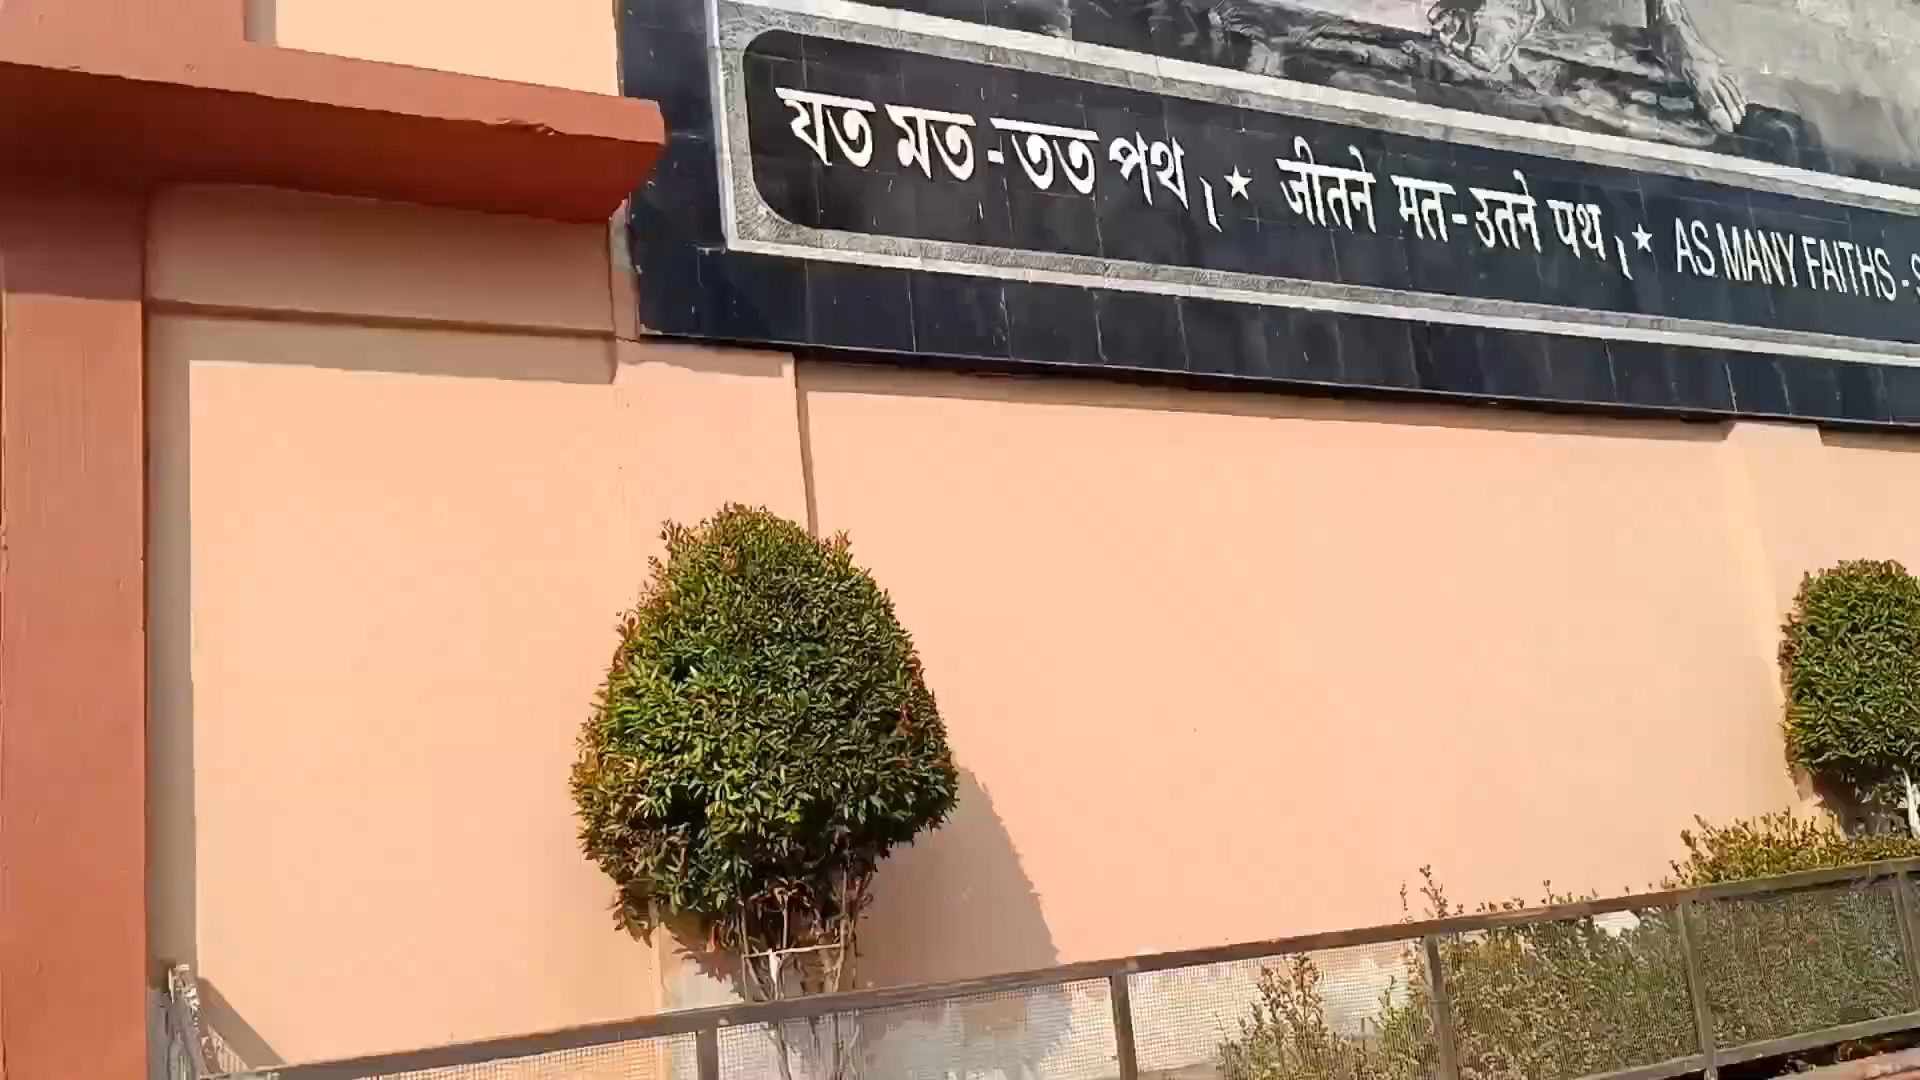 যত মত - তত পথ। ★ जीतने मत - उतने पथ। ★ AS MANY FAITHS -